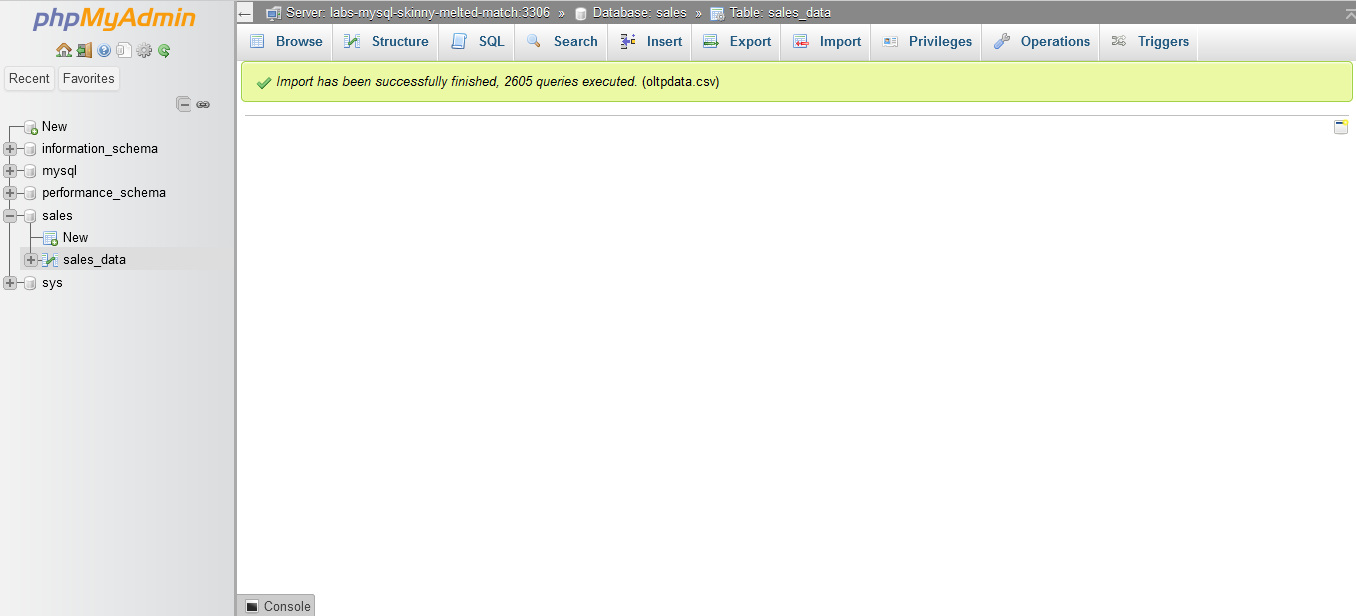 phpMyAdmin
Recent Favorites
New
information_schema
mysql
performance_schema
sales
New
sales_data
sys
Server: labs-mysql-skinny-melted-match:3306 » Database: sales » Table: sales_data
Browse Structure SQL Search Insert Export Import Privileges Operations Triggers
Import has been successfully finished, 2605 queries executed. (oltpdata.csv)
Console